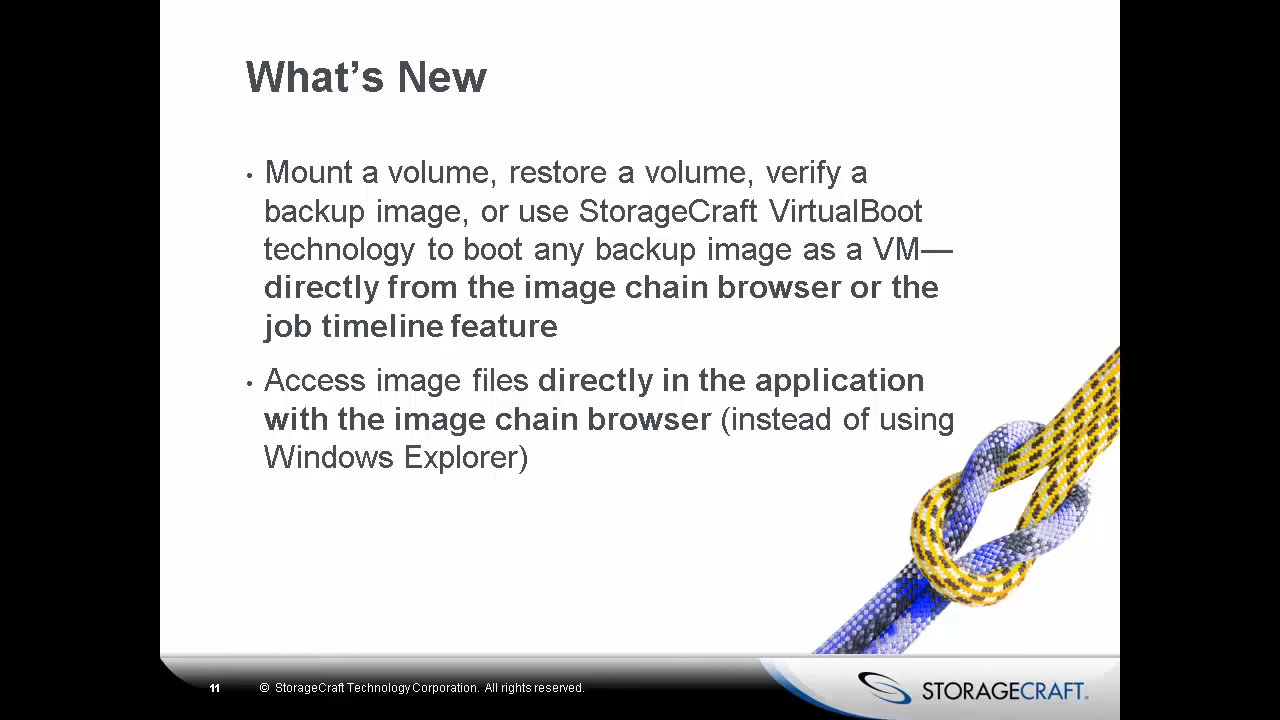 What’s New
• Mount a volume, restore a volume, verify a
backup image, or use StorageCraft VirtualBoot
technology to boot any backup image as a VM—
directly from the image chain browser or the
job timeline feature
• Access image files directly in the application
with the image chain browser (instead of using
Windows Explorer)
11 © StorageCraft Technology Corporation. All rights reserved.
STORAGECRAFT.